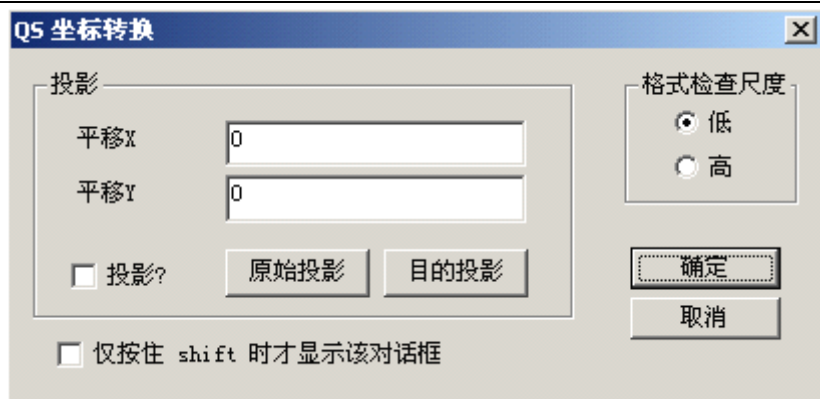 QS 坐标转换
投影
平移X
0
平移Y
0
投影?
原始投影
目的投影
仅按住 shift 时才显示该对话框
格式检查尺度
低
高
确定
取消